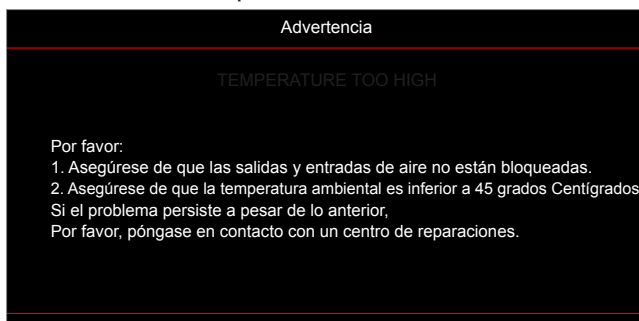 Advertencia
TEMPERATURE TOO HIGH
Por favor:
1. Asegúrese de que las salidas y entradas de aire no están bloqueadas.
2. Asegúrese de que la temperatura ambiental es inferior a 45 grados Centígrados
Si el problema persiste a pesar de lo anterior,
Por favor, póngase en contacto con un centro de reparaciones.